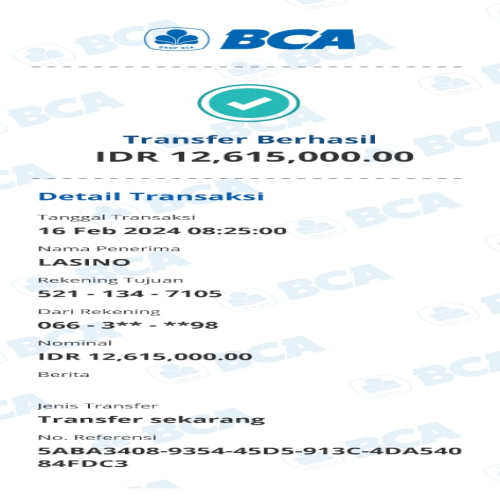 BCA
Transfer Berhasil
IDR 12,615,000.00
Detail Transaksi
Tanggal Transaksi
16 Feb 2024 08:25:00
Nama Penerima
LASINO
Rekening Tujuan
521 - 134 - 7105
Dari Rekening
066 - 3** - **98
Nominal
IDR 12,615,000.00
Berita
Jenis Transfer
Transfer sekarang
No. Referensi
5ABA3408-9354-45D5-913C-4DA540
84FDC3